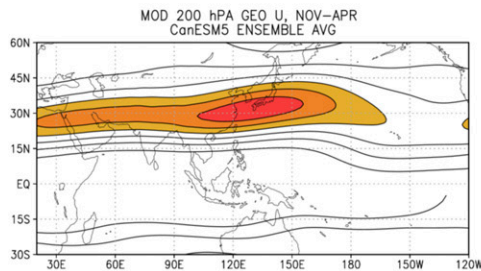 MOD 200 hPa GEO U, NOV-APR
CanESM5 ENSEMBLE AVG
60N
45N
30N
15N
EQ
15S
30S
30E 60E 90E 120E 150E 180 150W 120W